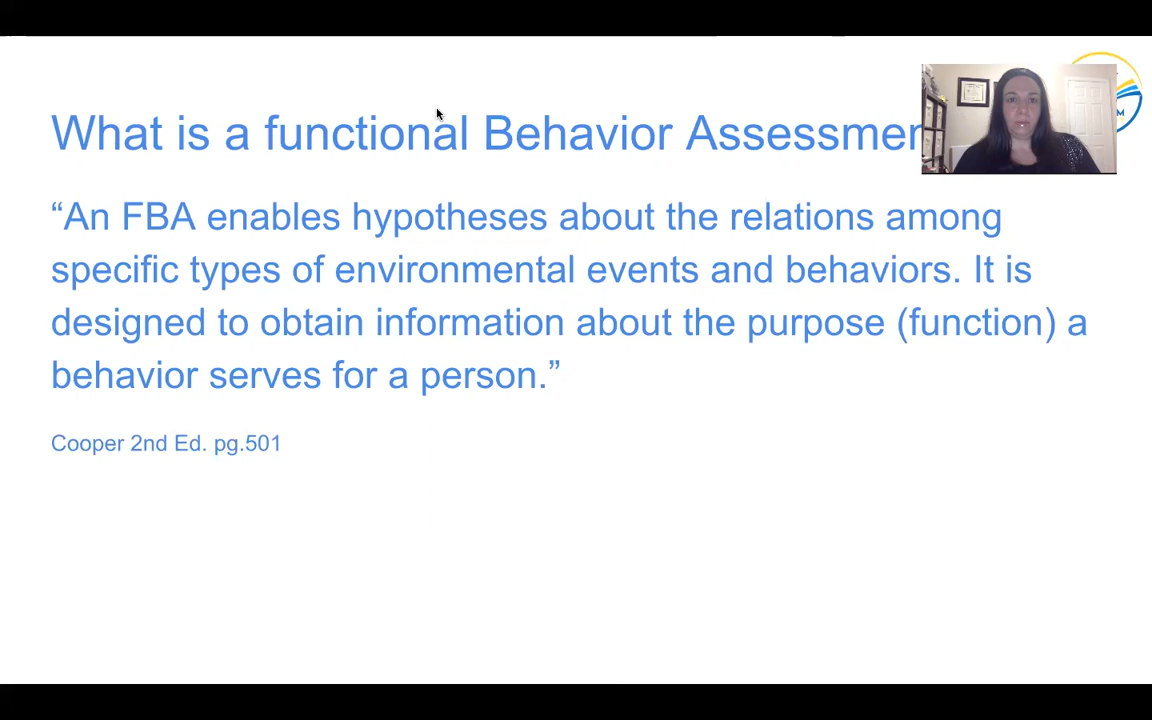 What is a functional Behavior Assessmen
“An FBA enables hypotheses about the relations among
specific types of environmental events and behaviors. It is
designed to obtain information about the purpose (function) a
behavior serves for a person.”
Cooper 2nd Ed. pg.501